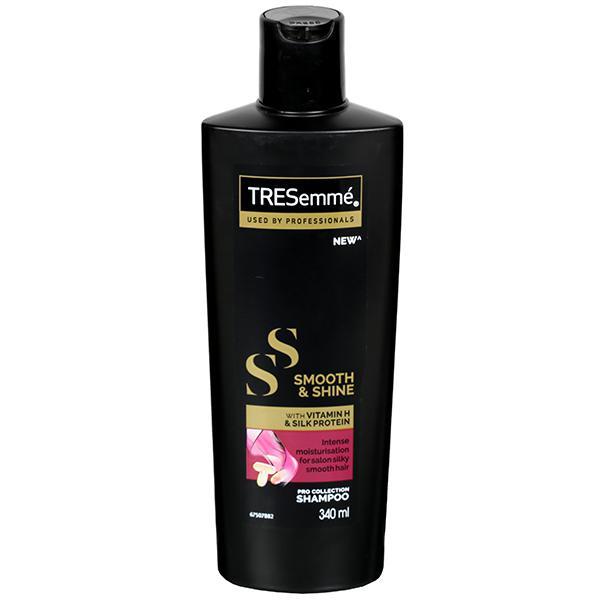 TRESemmé®
USED BY PROFESSIONALS
NEW^
SS
SMOOTH
& SHINE
WITH VITAMIN H
& SILK PROTEIN
Intense
moisturisation
for salon silky
smooth hair
PRO COLLECTION
SHAMPOO
340 ml
67507882